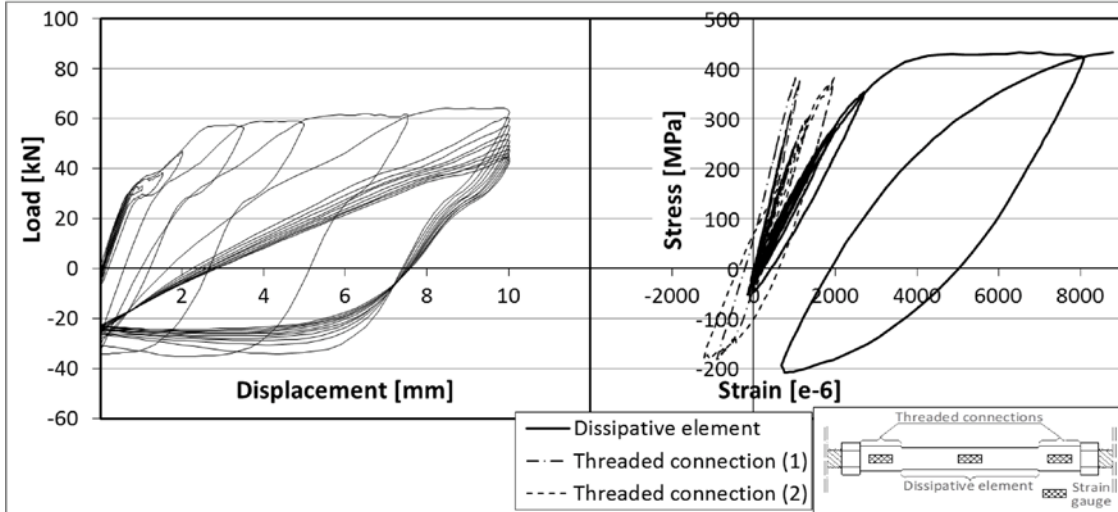 100
80
60
40
20
0
-20
-40
-60
Load [kN]
2
4
6
8
10
Displacement [mm]
500
400
300
200
100
0
-100
-200
Stress [MPa]
-2000
0
2000
4000
6000
8000
Strain [e-6]
Dissipative element
Threaded connection (1)
Threaded connection (2)
Threaded connections
Dissipative element
Strain
gauge